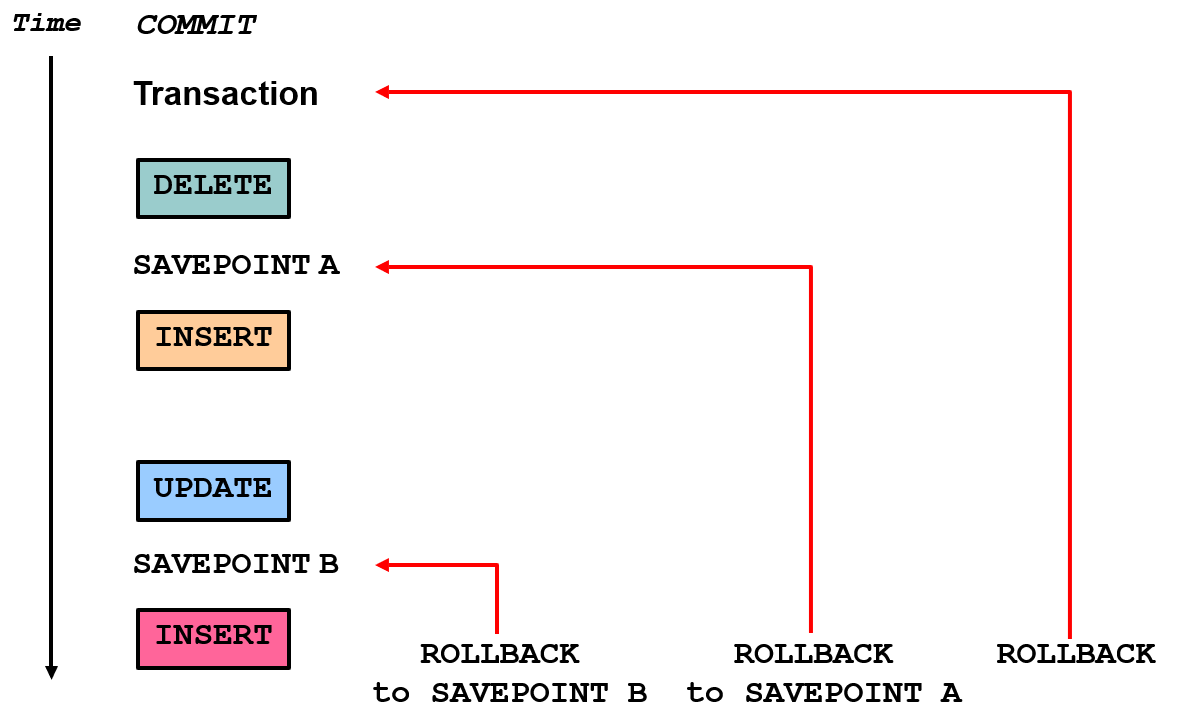 Time
COMMIT
Transaction
DELETE
SAVEPOINT A
INSERT
UPDATE
SAVEPOINT B
INSERT
ROLLBACK
to SAVEPOINT B
ROLLBACK
to SAVEPOINT A
ROLLBACK